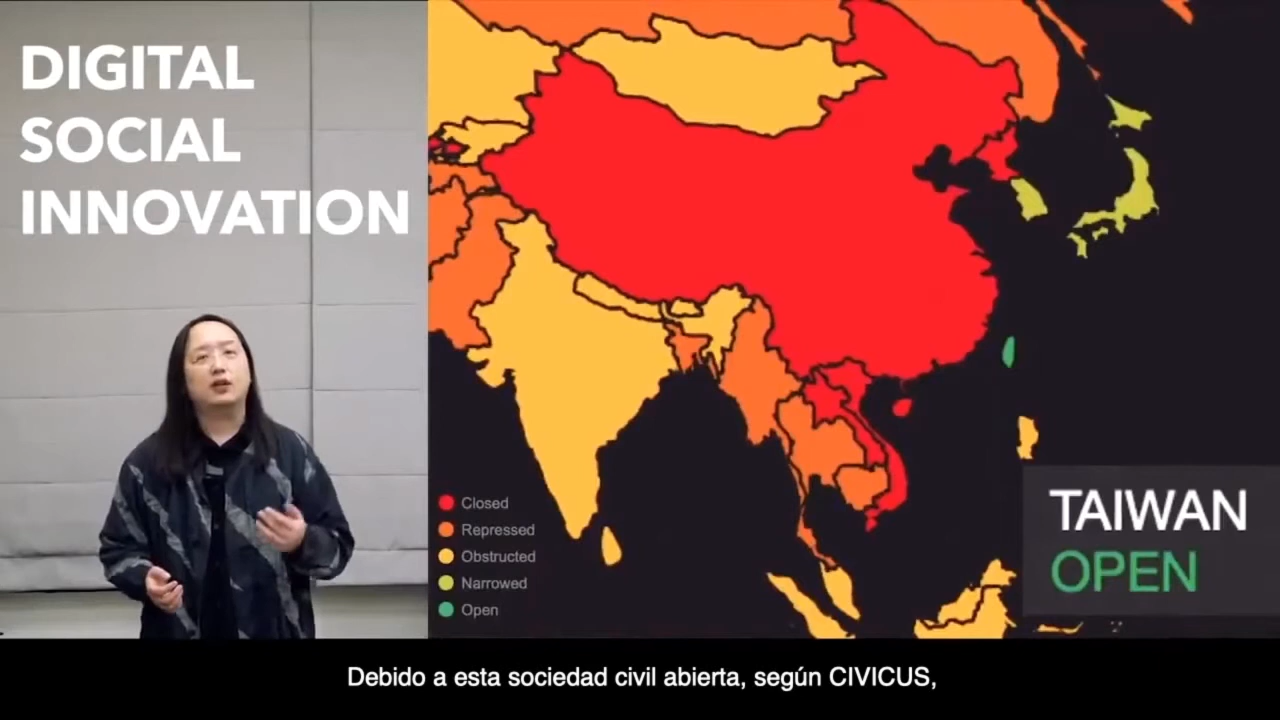 DIGITAL
SOCIAL
INNOVATION
Closed
Repressed
Obstructed
Narrowed
Open
TAIWAN
OPEN
Debido a esta sociedad civil abierta, según CIVICUS,